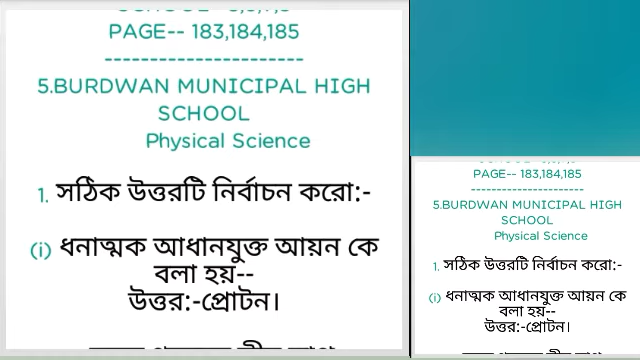 PAGE-- 183,184,185
----------------------
5.BURDWAN MUNICIPAL HIGH
SCHOOL
Physical Science
1. সঠিক উত্তরটি নির্বাচন করো:-
(i) ধনাত্মক আধানযুক্ত আয়ন কে
বলা হয়--
উত্তর:-প্রোটন।
PAGE-- 183,184,185
----------------------
5.BURDWAN MUNICIPAL HIGH
SCHOOL
Physical Science
1. সঠিক উত্তরটি নির্বাচন করো:-
(i) ধনাত্মক আধানযুক্ত আয়ন কে
বলা হয়--
উত্তর:-প্রোটন।